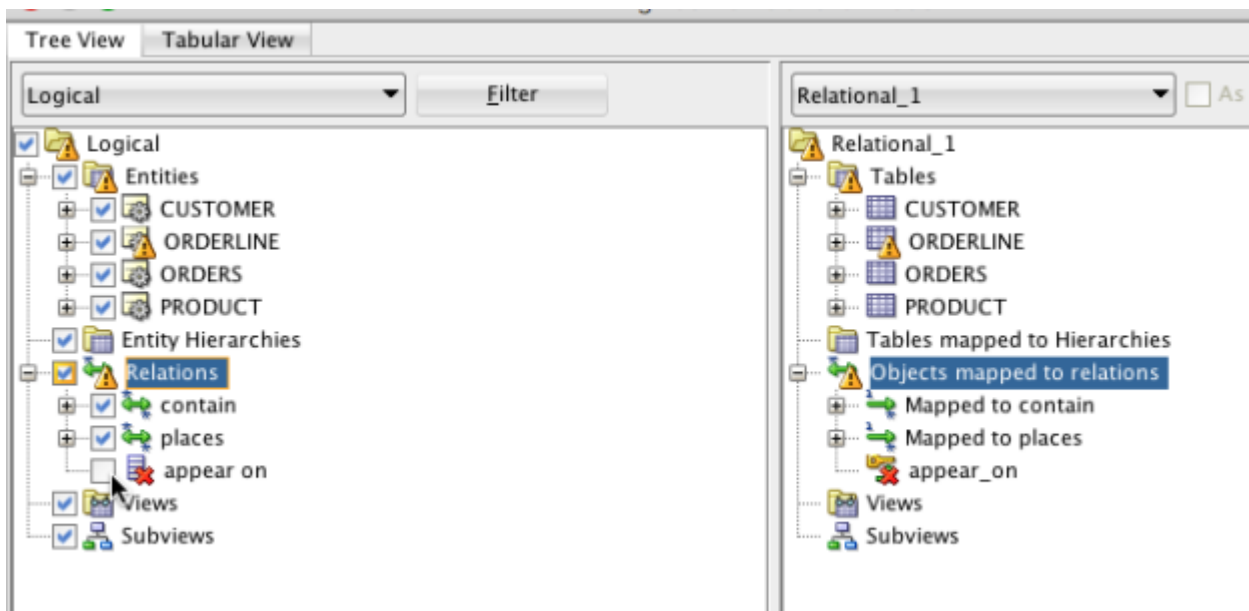 Tree View
Tabular View
Logical
Filter
Logical
Entities
CUSTOMER
ORDERLINE
ORDERS
PRODUCT
Entity Hierarchies
Relations
contain
places
appear on
Views
Subviews
Relational_1
As
Relational_1
Tables
CUSTOMER
ORDERLINE
ORDERS
PRODUCT
Tables mapped to Hierarchies
Objects mapped to relations
Mapped to contain
Mapped to places
appear_on
Views
Subviews